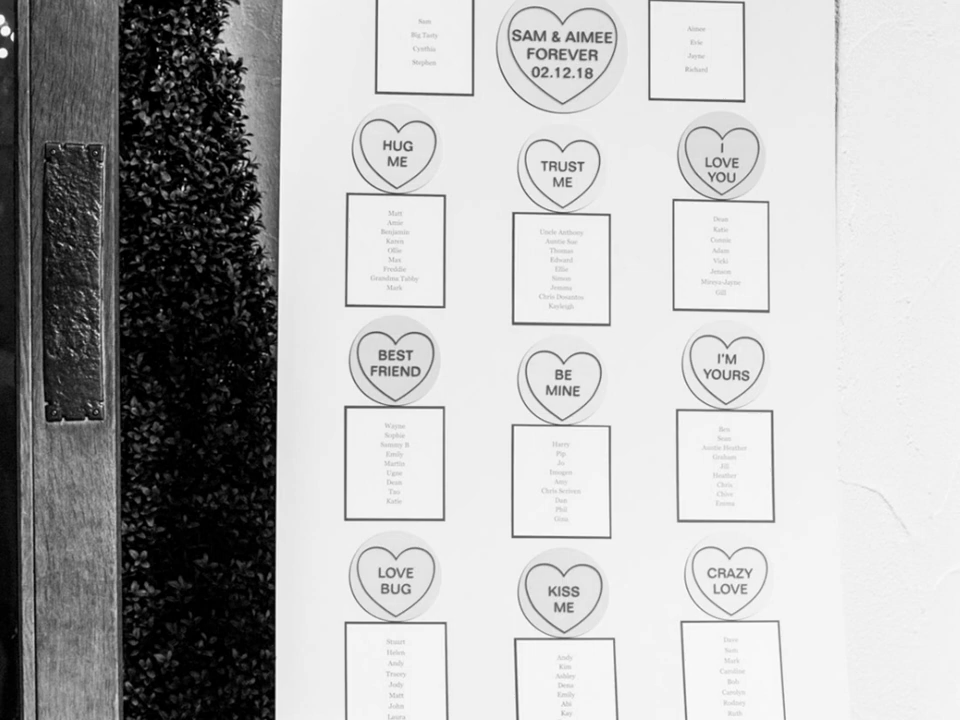 Sam
Big Tasty
Cynthia
Stephen
SAM & AIMEE
FOREVER
02.12.18
Aimee
Evie
Jayne
Richard
HUG
ME
Matt
Amie
Benjamin
Karen
Ollie
Max
Freddie
Grandma Tabby
Mark
TRUST
ME
Uncle Anthony
Auntie Sue
Thomas
Edward
Ellie
Simon
Jemma
Chris Dosantos
Kayleigh
I
LOVE
YOU
Dean
Katie
Connie
Adam
Vicki
Jenson
Mireya-Jayne
Gill
BEST
FRIEND
Wayne
Sophie
Sammy B
Emily
Martin
Ugne
Dean
Tao
Katie
BE
MINE
Harry
Pip
Jo
Imogen
Amy
Chris Scriven
Dan
Phil
Gina
I'M
YOURS
Ben
Sean
Auntie Heather
Graham
Jill
Heather
Chris
Chloe
Emma
LOVE
BUG
Stuart
Helen
Andy
Tracey
Jody
Matt
John
Laura
KISS
ME
Andy
Kim
Ashley
Dena
Emily
Abi
Kay
CRAZY
LOVE
Dave
Sam
Mark
Caroline
Bob
Carolyn
Rodney
Ruth